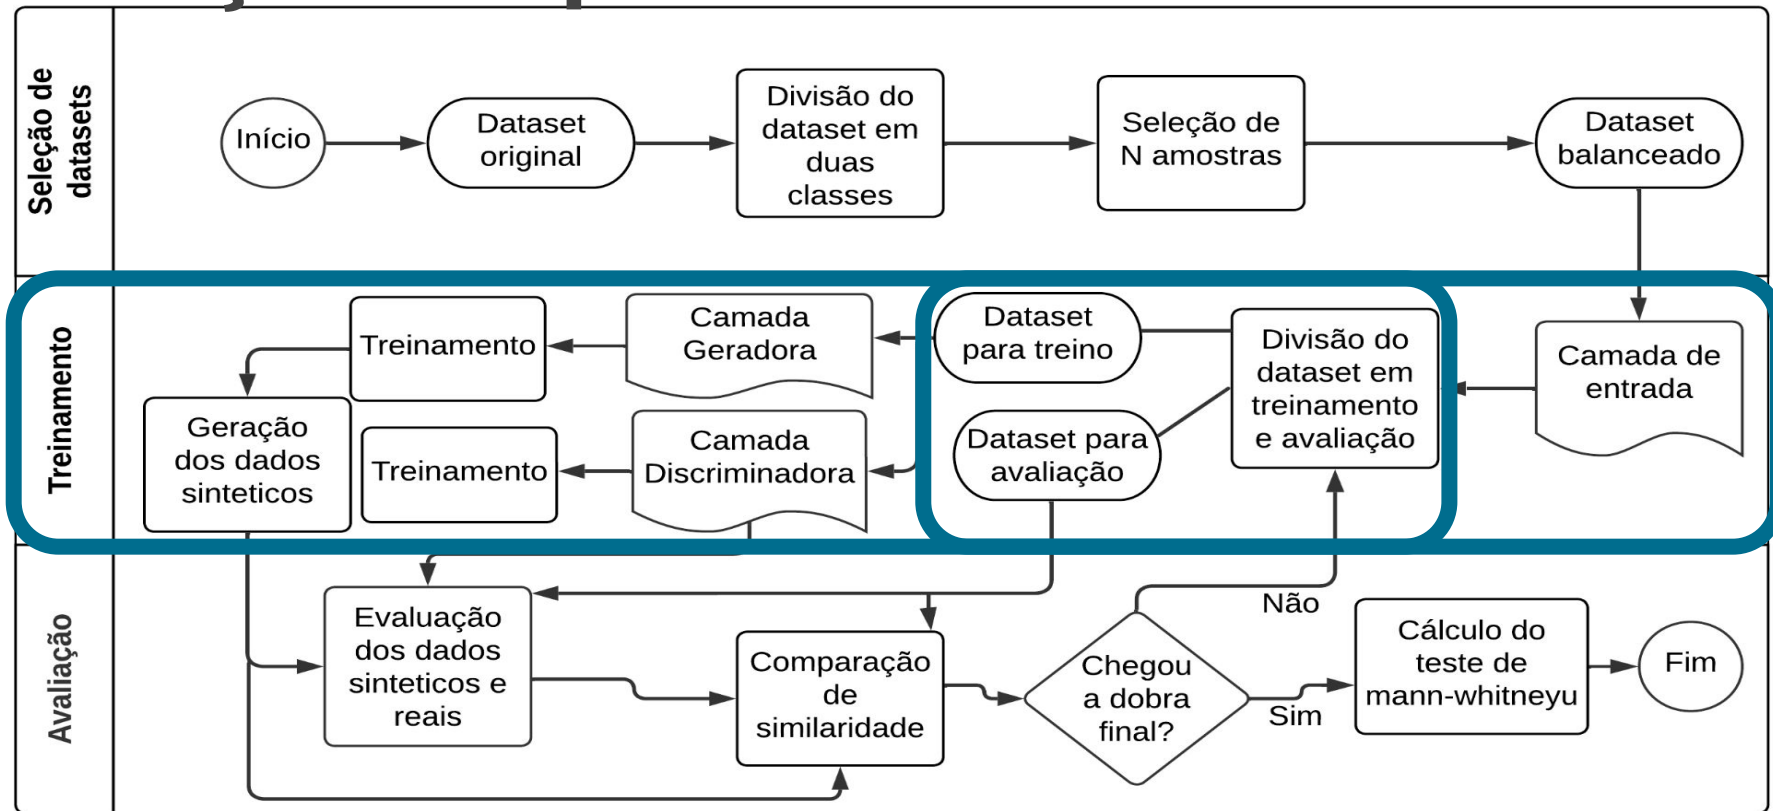 Seleção de
datasets
Início
Dataset
original
Divisão do
dataset em
duas
classes
Seleção de
N amostras
Dataset
balanceado
Treinamento
Treinamento
Camada
Geradora
Dataset
para treino
Divisão do
dataset em
treinamento
e avaliação
Camada de
entrada
Geração
dos dados
sinteticos
Treinamento
Camada
Discriminadora
Dataset para
avaliação
Avaliação
Evaluação
dos dados
sinteticos e
reais
Comparação
de
similaridade
Chegou
a dobra
final?
Não
Sim
Cálculo do
teste de
mann-whitneyu
Fim